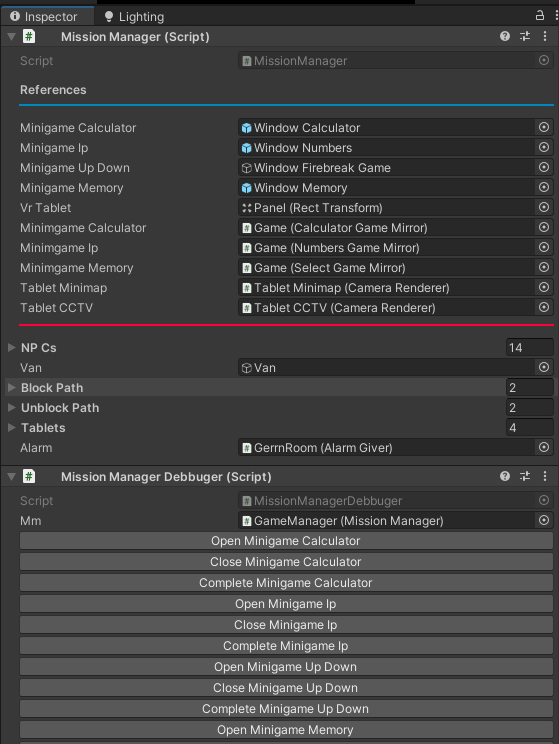 Inspector Lighting
# Mission Manager (Script)
Script # MissionManager
References
Minigame Calculator Window Calculator
Minigame Ip Window Numbers
Minigame Up Down Window Firebreak Game
Minigame Memory Window Memory
Vr Tablet Panel (Rect Transform)
Minimgame Calculator # Game (Calculator Game Mirror)
Minimgame Ip # Game (Numbers Game Mirror)
Minimgame Memory # Game (Select Game Mirror)
Tablet Minimap # Tablet Minimap (Camera Renderer)
Tablet CCTV # Tablet CCTV (Camera Renderer)
NP Cs 14
Van Van
Block Path 2
Unblock Path 2
Tablets 4
Alarm # GerrnRoom (Alarm Giver)
# Mission Manager Debbuger (Script)
Script # MissionManagerDebbuger
Mm # GameManager (Mission Manager)
Open Minigame Calculator
Close Minigame Calculator
Complete Minigame Calculator
Open Minigame Ip
Close Minigame Ip
Complete Minigame Ip
Open Minigame Up Down
Close Minigame Up Down
Complete Minigame Up Down
Open Minigame Memory